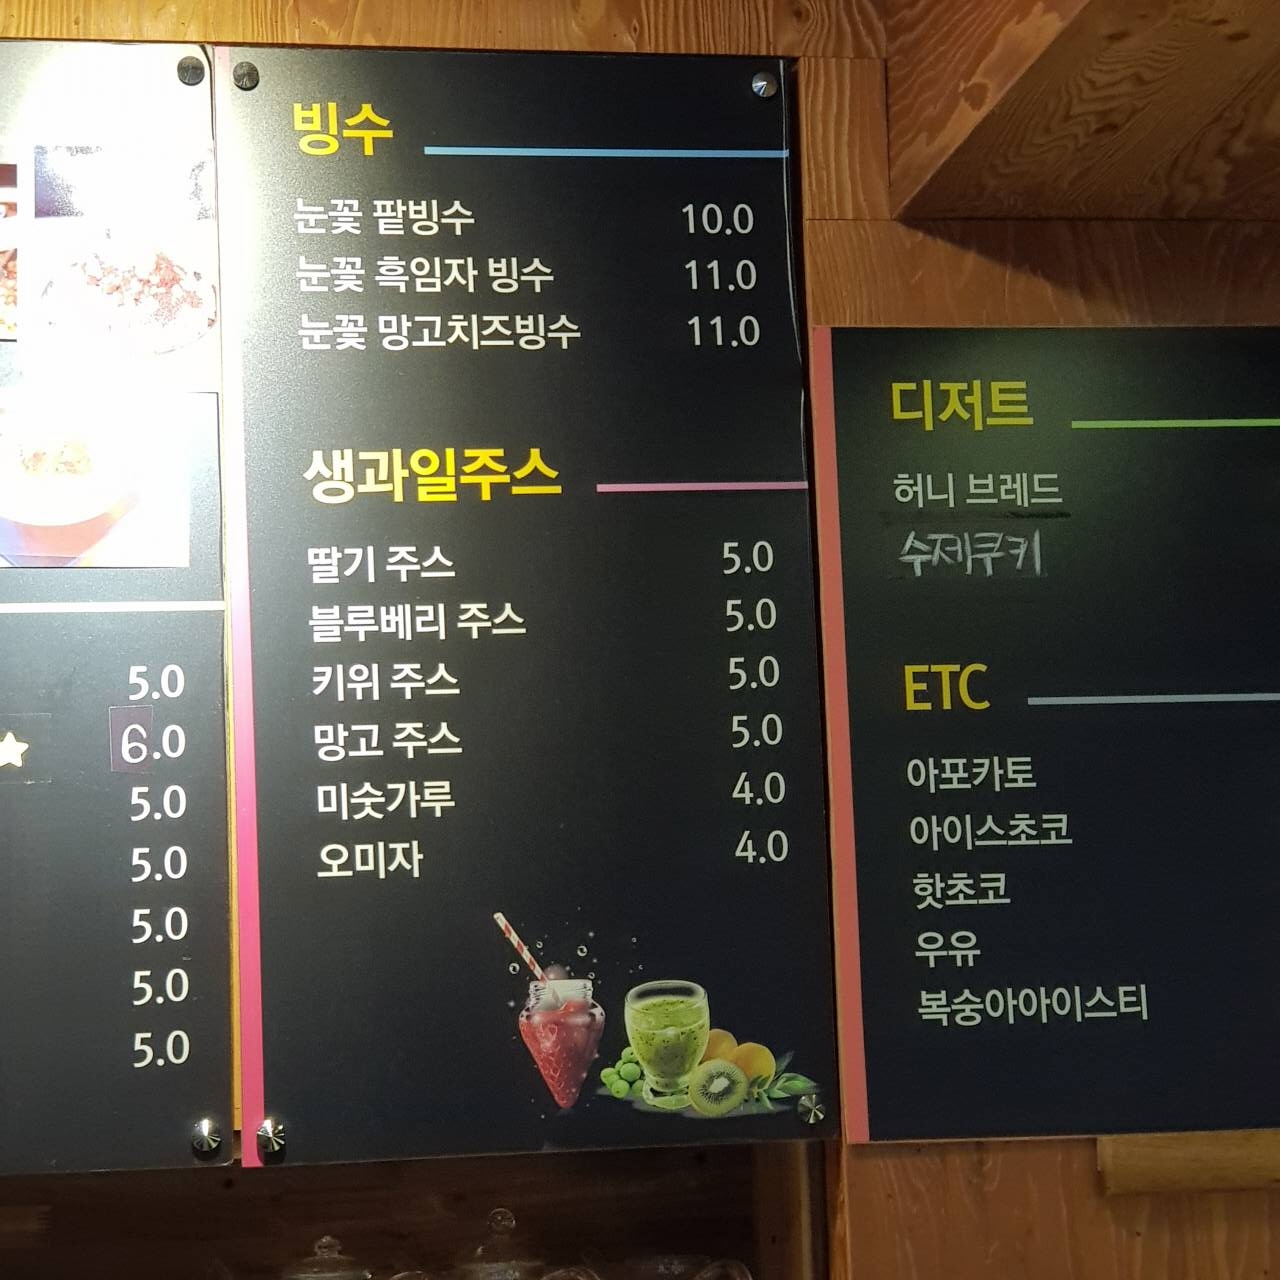 5.0
6.0
5.0
5.0
5.0
5.0
5.0
빙수
눈꽃 팥빙수 10.0
눈꽃 흑임자 빙수 11.0
눈꽃 망고치즈빙수 11.0
생과일주스
딸기 주스 5.0
블루베리 주스 5.0
키위 주스 5.0
망고 주스 5.0
미숫가루 4.0
오미자 4.0
디저트
허니 브레드
수제쿠키
ETC
아포카토
아이스초코
핫초코
우유
복숭아아이스티